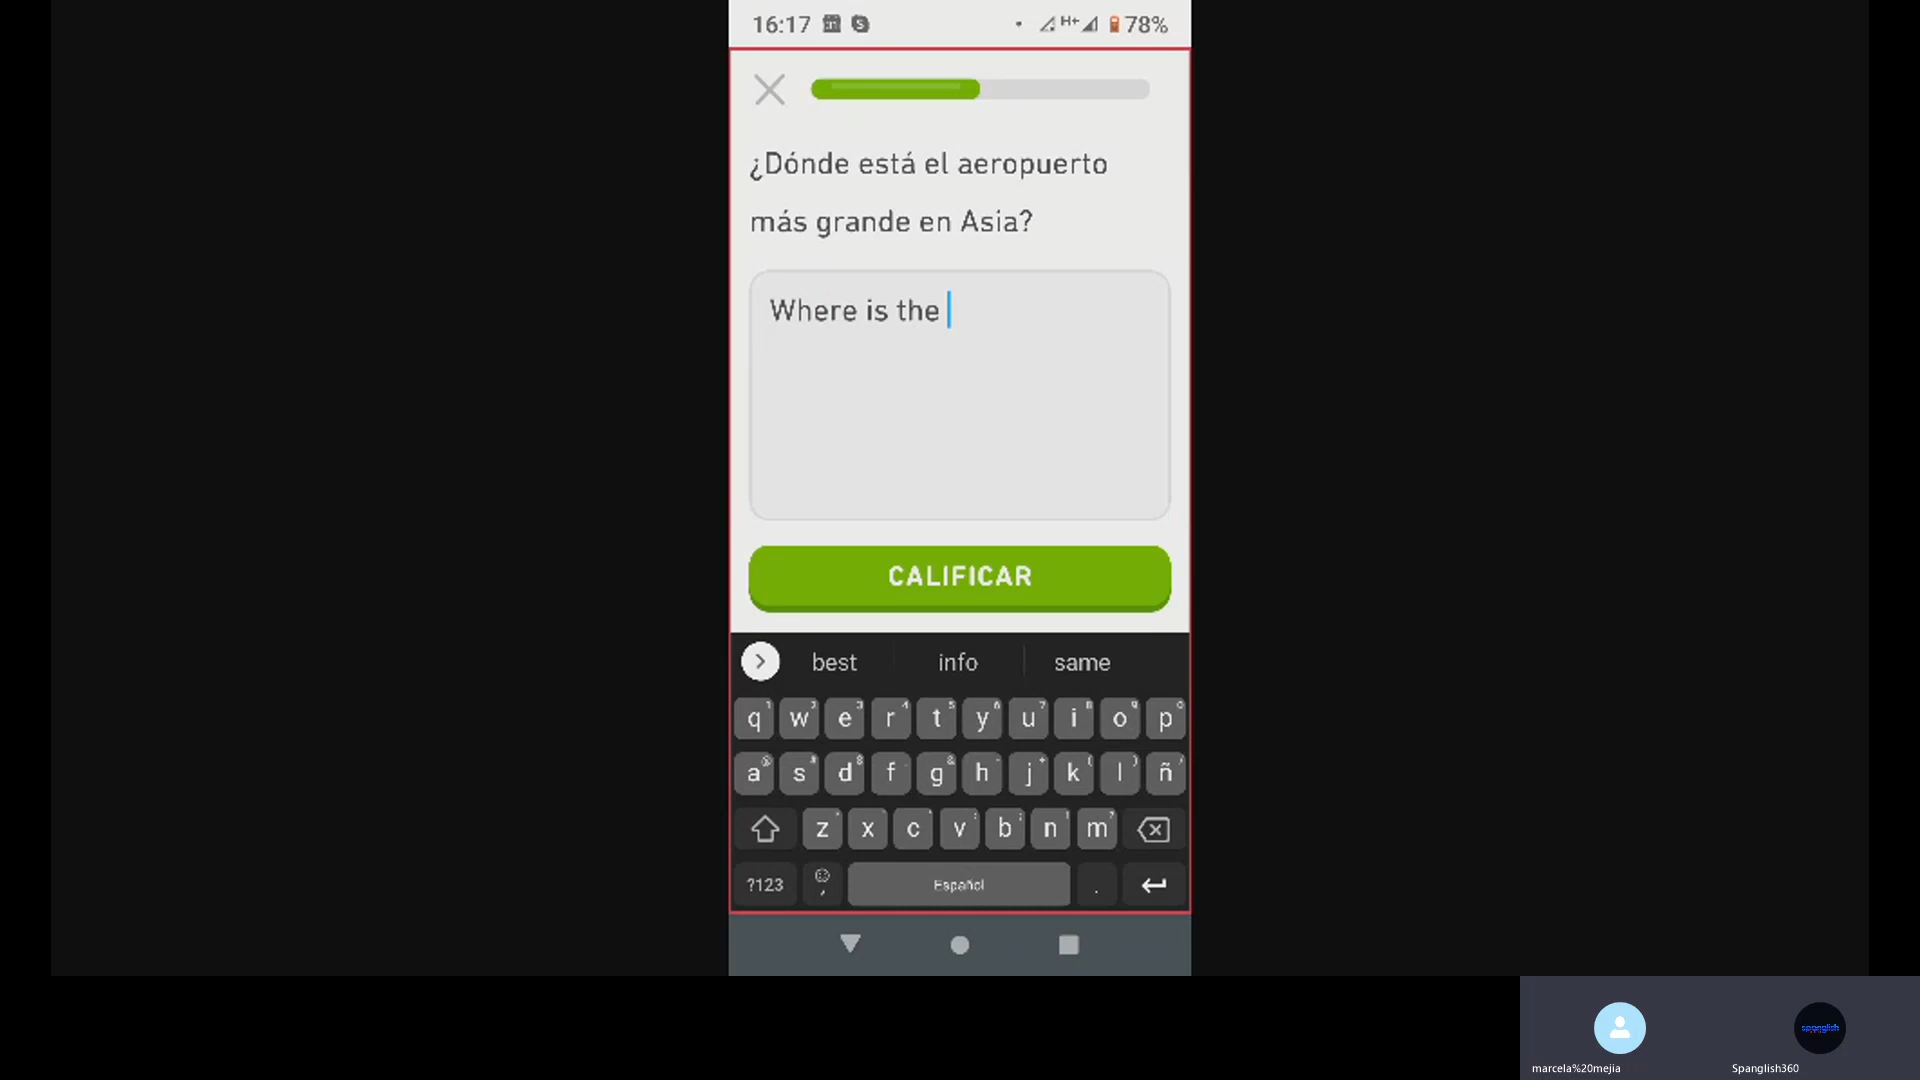 16:17
H+
78%
¿Dónde está el aeropuerto
más grande en Asia?
Where is the
CALIFICAR
best info same
q w e r t y u i o p
a s d f g h j k l ñ
z x c v b n m
?123 , Español .
marcela%20mejia Spanglish360
spanglish